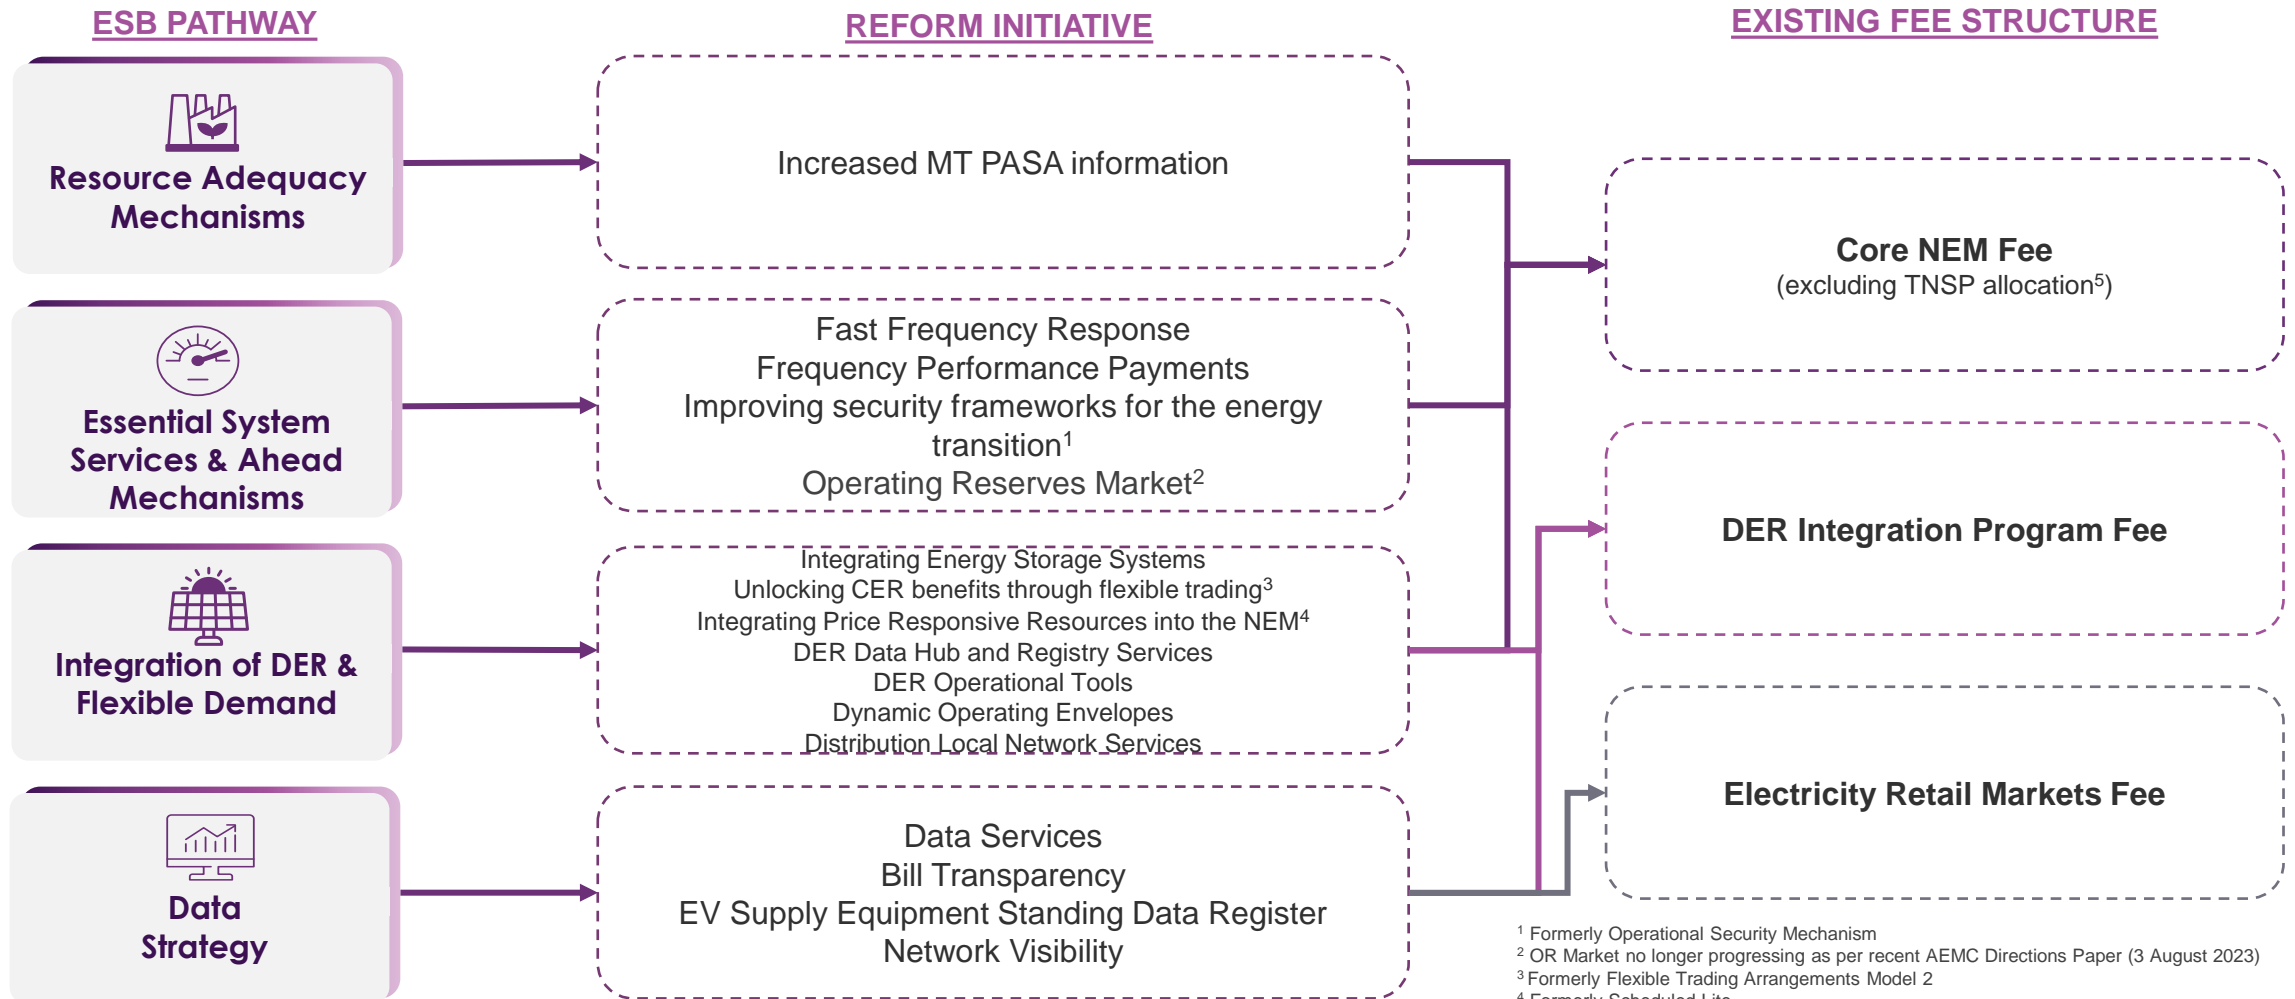 ESB PATHWAY
REFORM INITIATIVE
EXISTING FEE STRUCTURE
Resource Adequacy
Mechanisms
Increased MT PASA information
Core NEM Fee
(excluding TNSP allocation⁵)
Essential System
Services & Ahead
Mechanisms
Fast Frequency Response
Frequency Performance Payments
Improving security frameworks for the energy
transition¹
Operating Reserves Market²
DER Integration Program Fee
Integration of DER &
Flexible Demand
Integrating Energy Storage Systems
Unlocking CER benefits through flexible trading³
Integrating Price Responsive Resources into the NEM⁴
DER Data Hub and Registry Services
DER Operational Tools
Dynamic Operating Envelopes
Distribution Local Network Services
Electricity Retail Markets Fee
Data
Strategy
Data Services
Bill Transparency
EV Supply Equipment Standing Data Register
Network Visibility
¹ Formerly Operational Security Mechanism
² OR Market no longer progressing as per recent AEMC Directions Paper (3 August 2023)
³ Formerly Flexible Trading Arrangements Model 2
⁴ Formerly Scheduled Lite